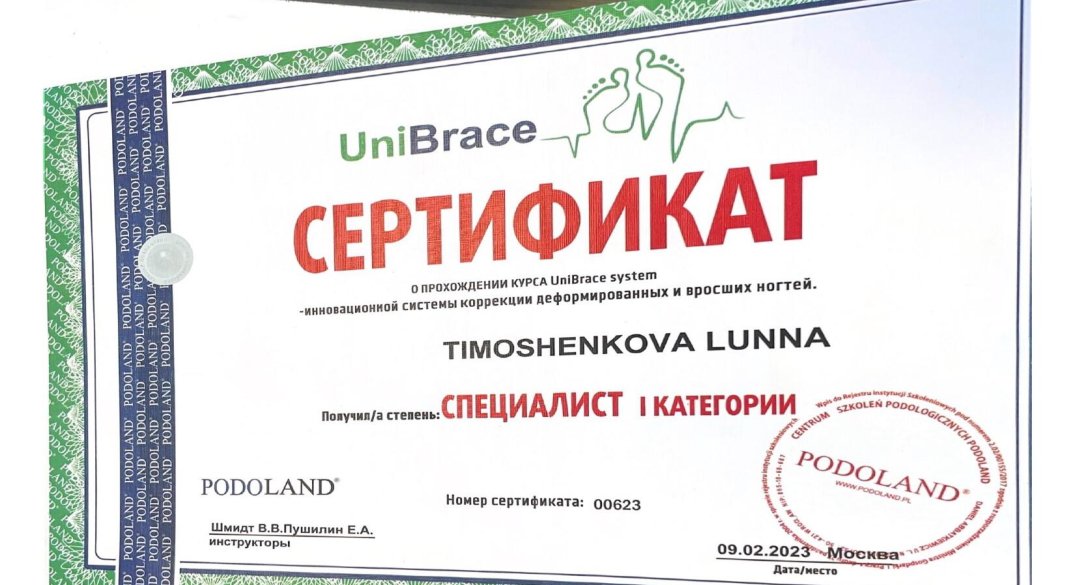 UniBrace
СЕРТИФИКАТ
О ПРОХОЖДЕНИИ КУРСА UniBrace system
-инновационной системы коррекции деформированных и вросших ногтей.
TIMOSHENKOVA LUNNA
Получил/а степень: СПЕЦИАЛИСТ I КАТЕГОРИИ
PODOLAND®
Номер сертификата: 00623
Шмидт В.В.Пушилин Е.А.
инструкторы
CENTRUM SZKOLEŃ PODOLOGICZNYCH PODOLAND
PODOLAND®
WWW.PODOLAND.PL
09.02.2023 Москва
Дата/место